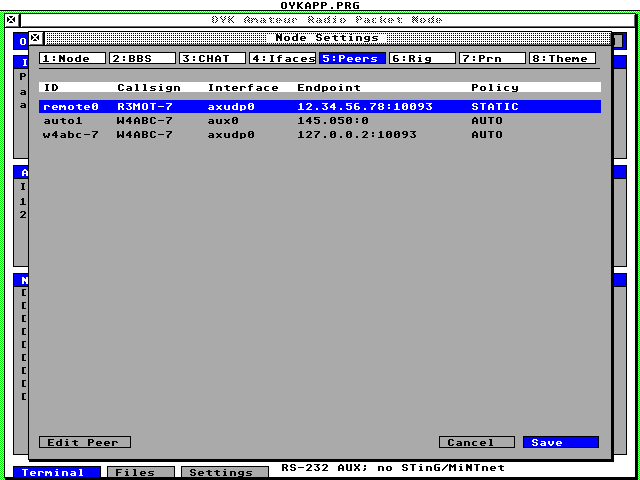 OYKAPP.PRG
OYK Amateur Radio Packet Node
Node Settings
1:Node 2:BBS 3:CHAT 4:Ifaces 5:Peers 6:Rig 7:Prn 8:Theme
ID Callsign Interface Endpoint Policy
remote0 R3MOT-7 axudp0 12.34.56.78:10093 STATIC
auto1 W4ABC-7 aux0 145.050:0 AUTO
w4abc-7 W4ABC-7 axudp0 127.0.0.2:10093 AUTO
Edit Peer Cancel Save
Terminal Files Settings RS-232 AUX; no STinG/MiNTnet